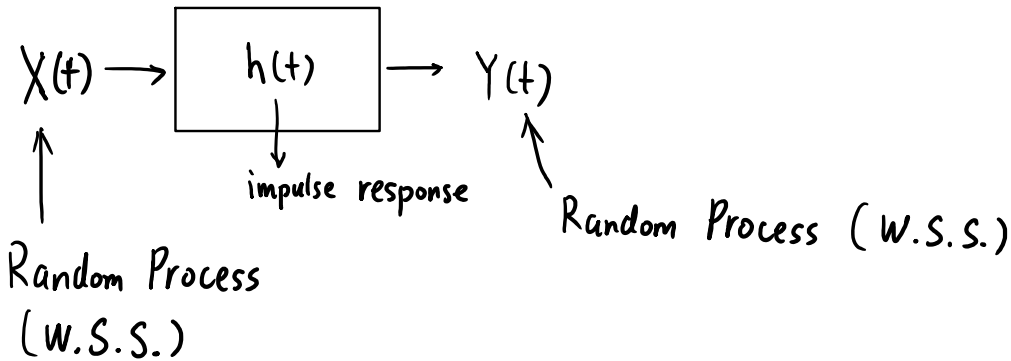 X(t)
h(t)
Y(t)
impulse response
Random Process (W.S.S.)
Random Process
(W.S.S.)